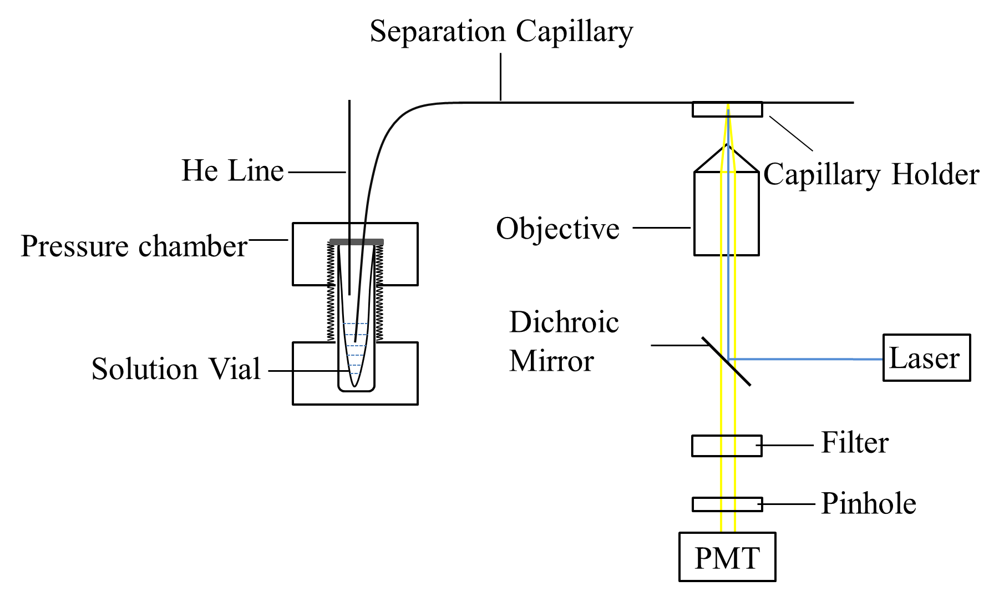 Separation Capillary
He Line
Capillary Holder
Objective
Pressure chamber
Dichroic
Mirror
Laser
Solution Vial
Filter
Pinhole
PMT